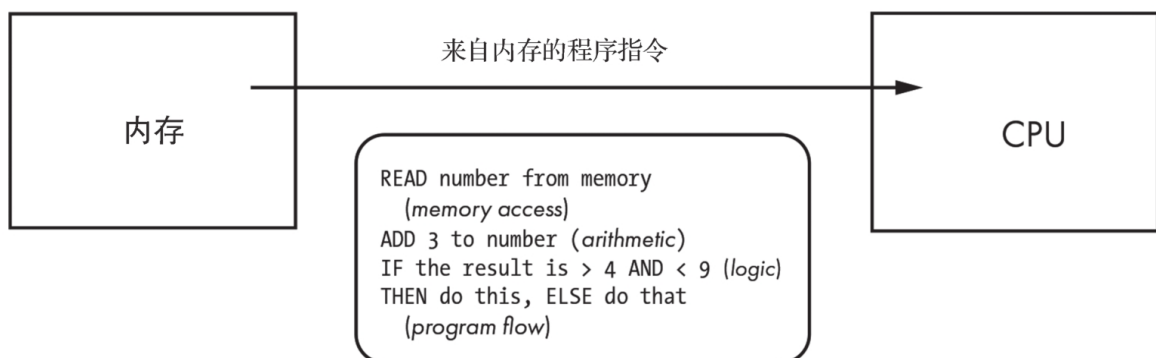 来自内存的程序指令
内存
CPU
READ number from memory
(memory access)
ADD 3 to number (arithmetic)
IF the result is > 4 AND < 9 (logic)
THEN do this, ELSE do that
(program flow)